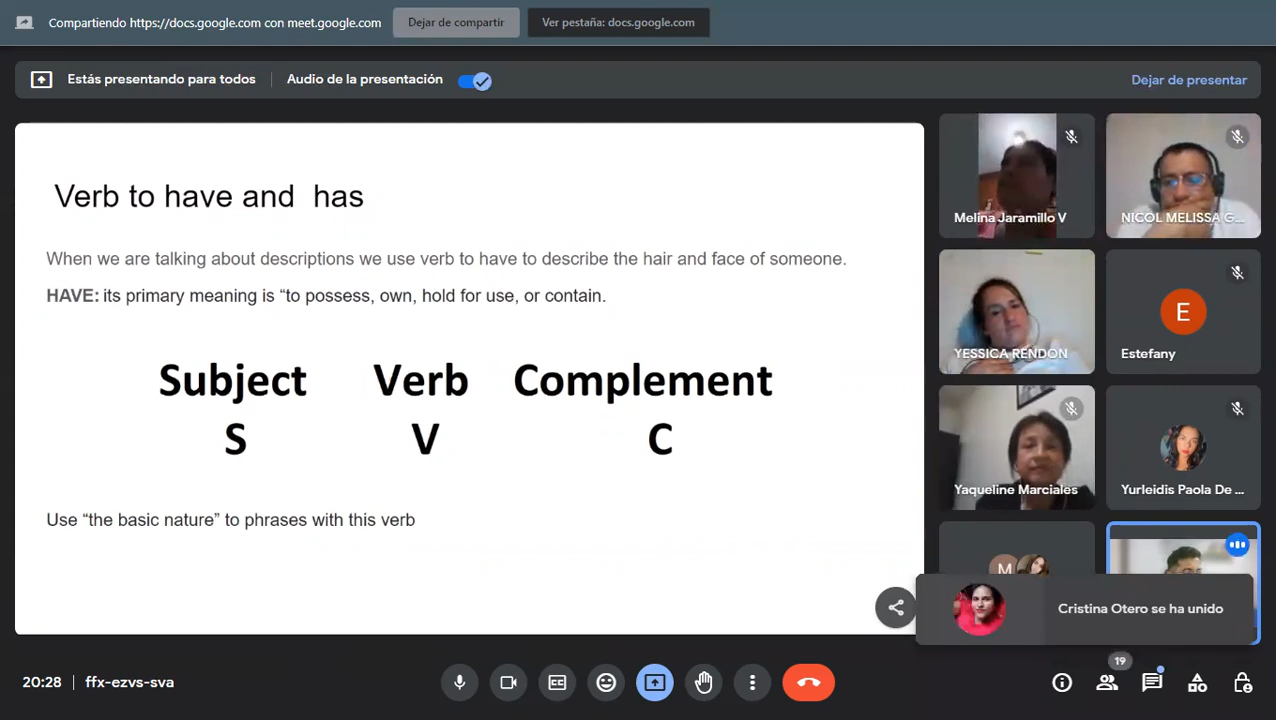 Compartiendo https://docs.google.com con meet.google.com
Dejar de compartir
Ver pestaña: docs.google.com
Estás presentando para todos
Audio de la presentación
Dejar de presentar
Verb to have and has
When we are talking about descriptions we use verb to have to describe the hair and face of someone.
HAVE: its primary meaning is “to possess, own, hold for use, or contain.
Subject Verb Complement
S V C
Use “the basic nature” to phrases with this verb
Melina Jaramillo V
NICOL MELISSA G...
YESSICA RENDON
E
Estefany
Yaqueline Marciales
Yurleidis Paola De ...
M
Cristina Otero se ha unido
20:28 | ffx-ezvs-sva
19